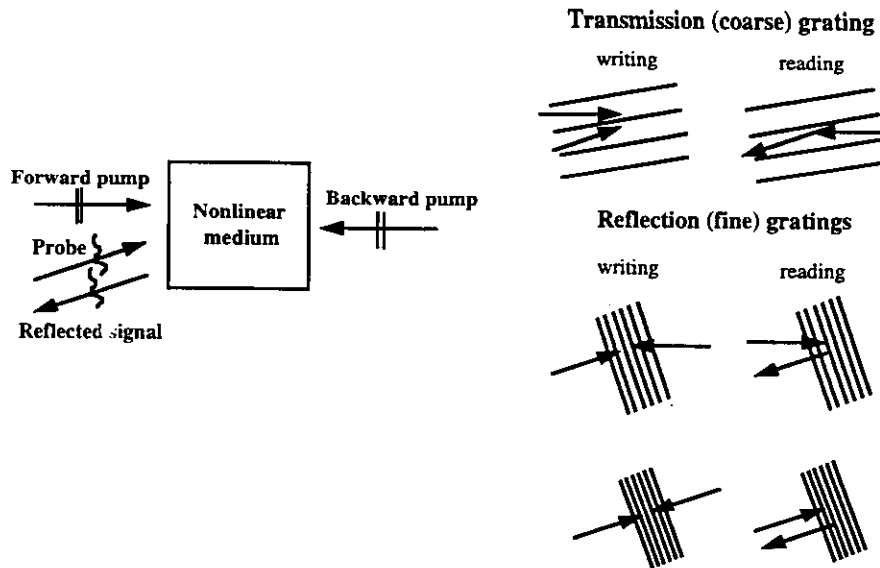 Forward pump
Nonlinear
medium
Backward pump
Probe
Reflected signal
Transmission (coarse) grating
writing
reading
Reflection (fine) gratings
writing
reading